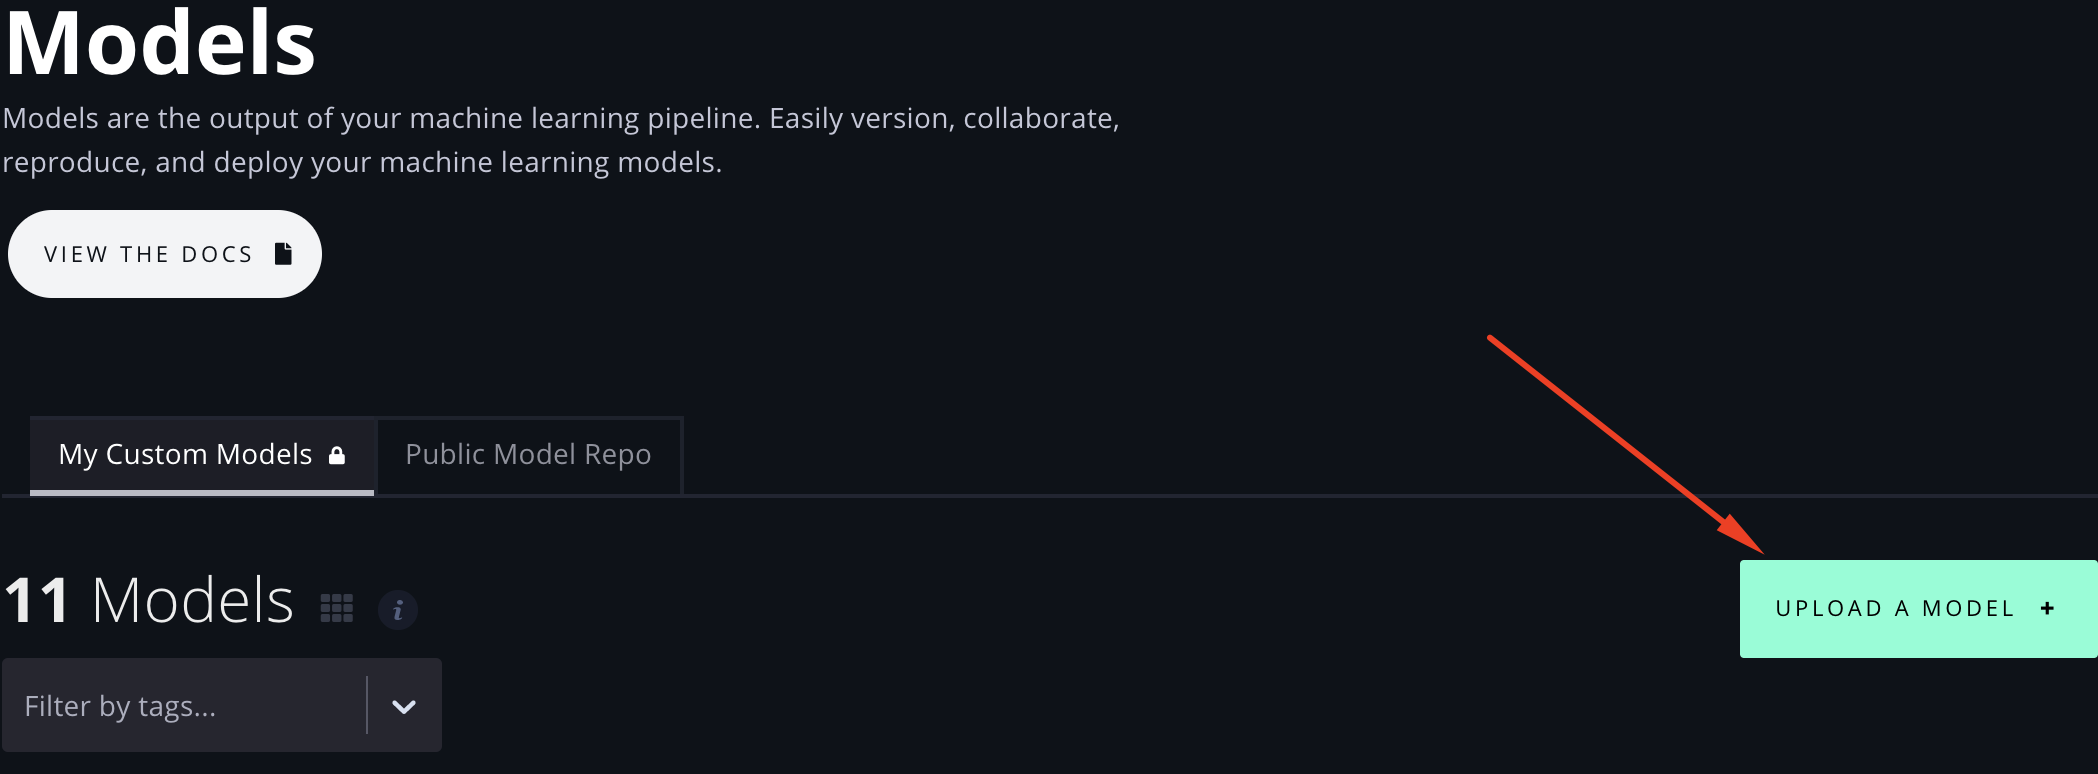 Models
Models are the output of your machine learning pipeline. Easily version, collaborate,
reproduce, and deploy your machine learning models.
VIEW THE DOCS
My Custom Models
Public Model Repo
11 Models
i
UPLOAD A MODEL +
Filter by tags...